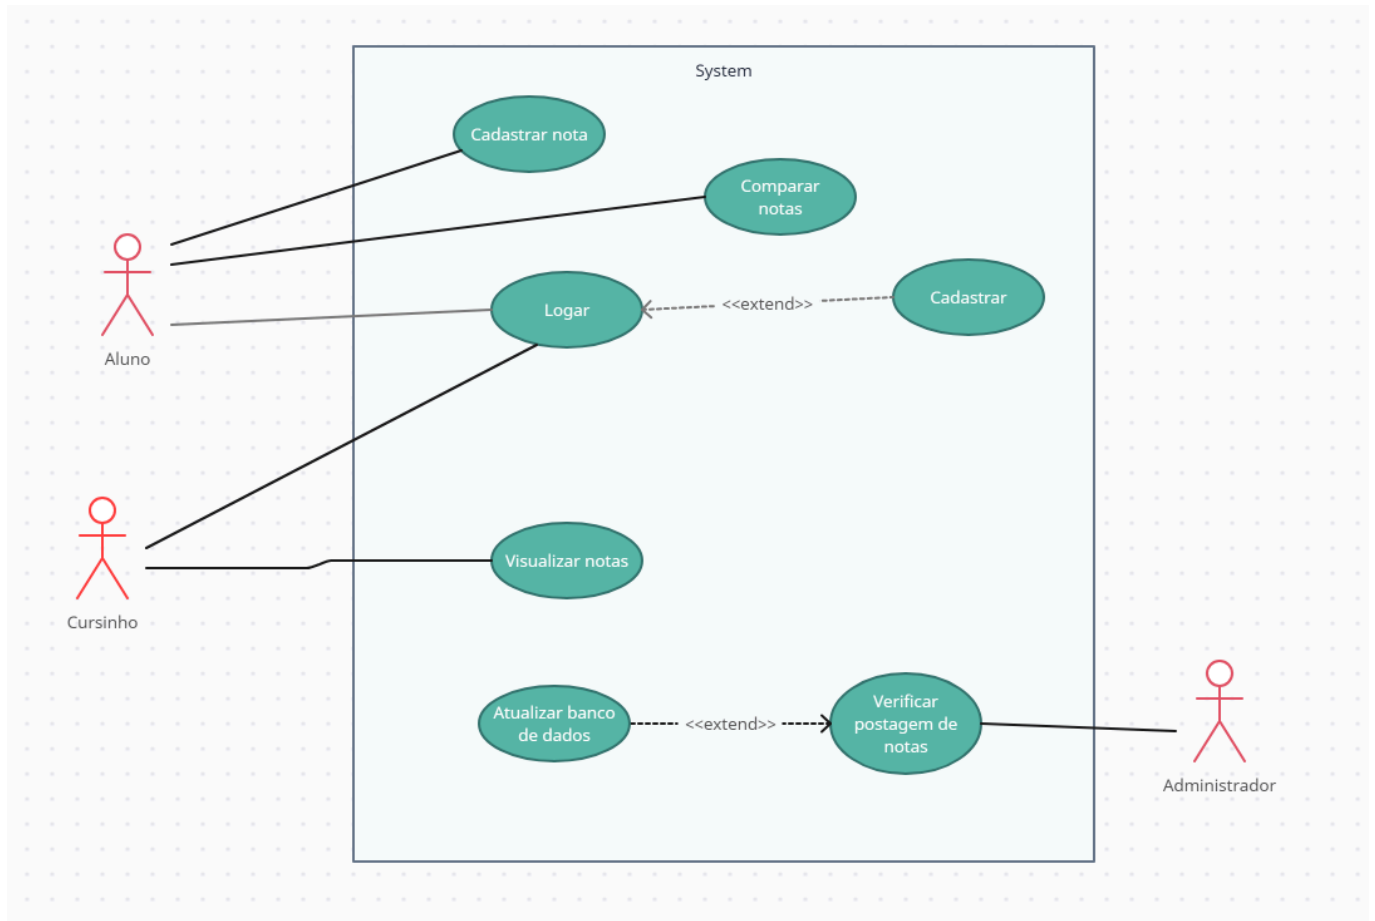 System
Cadastrar nota
Comparar
notas
Logar
<<extend>>
Cadastrar
Aluno
Visualizar notas
Cursinho
Atualizar banco
de dados
<<extend>>
Verificar
postagem de
notas
Administrador